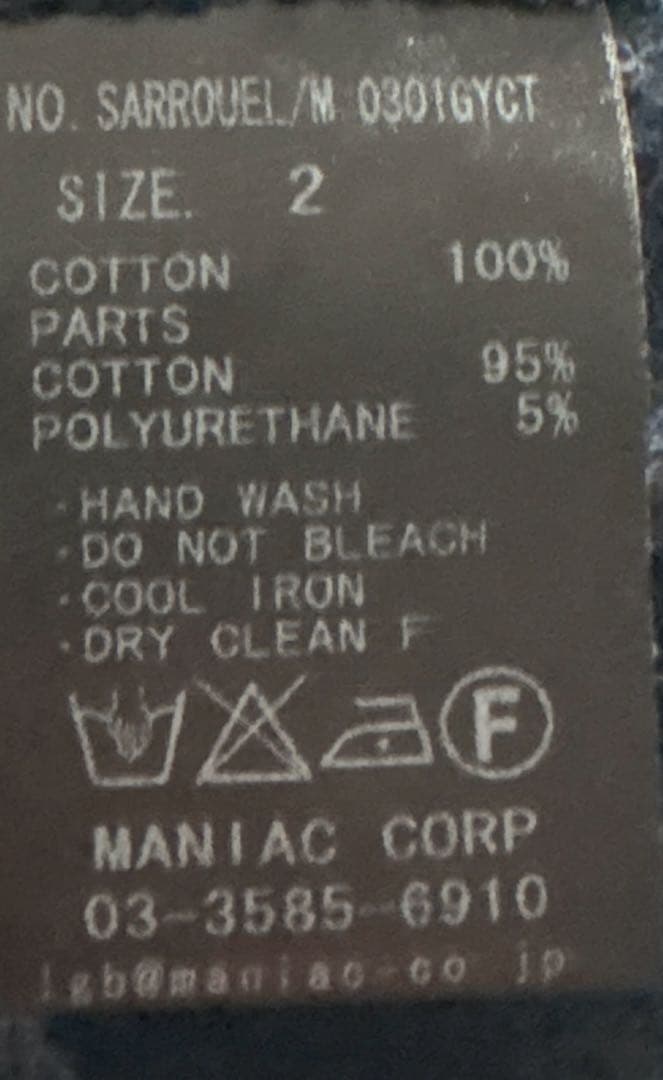 NO. SARROUEL/M 0301GYCT
SIZE. 2
COTTON 100%
PARTS
COTTON 95%
POLYURETHANE 5%
·HAND WASH
·DO NOT BLEACH
·COOL IRON
·DRY CLEAN F
F
MANIAC CORP
03-3585-6910
lgb@maniac-co jp